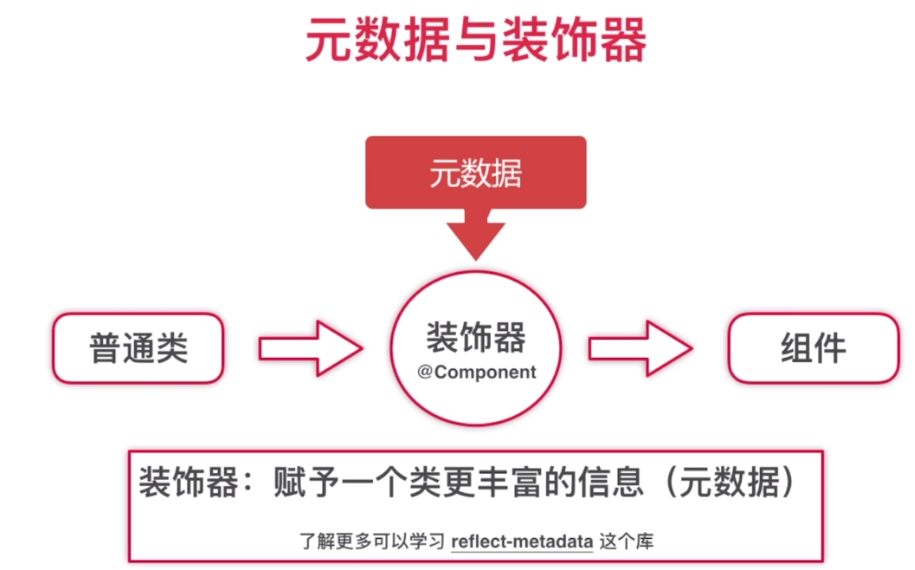 元数据与装饰器
元数据
普通类
装饰器
@Component
组件
装饰器：赋予一个类更丰富的信息（元数据）
了解更多可以学习 reflect-metadata 这个库